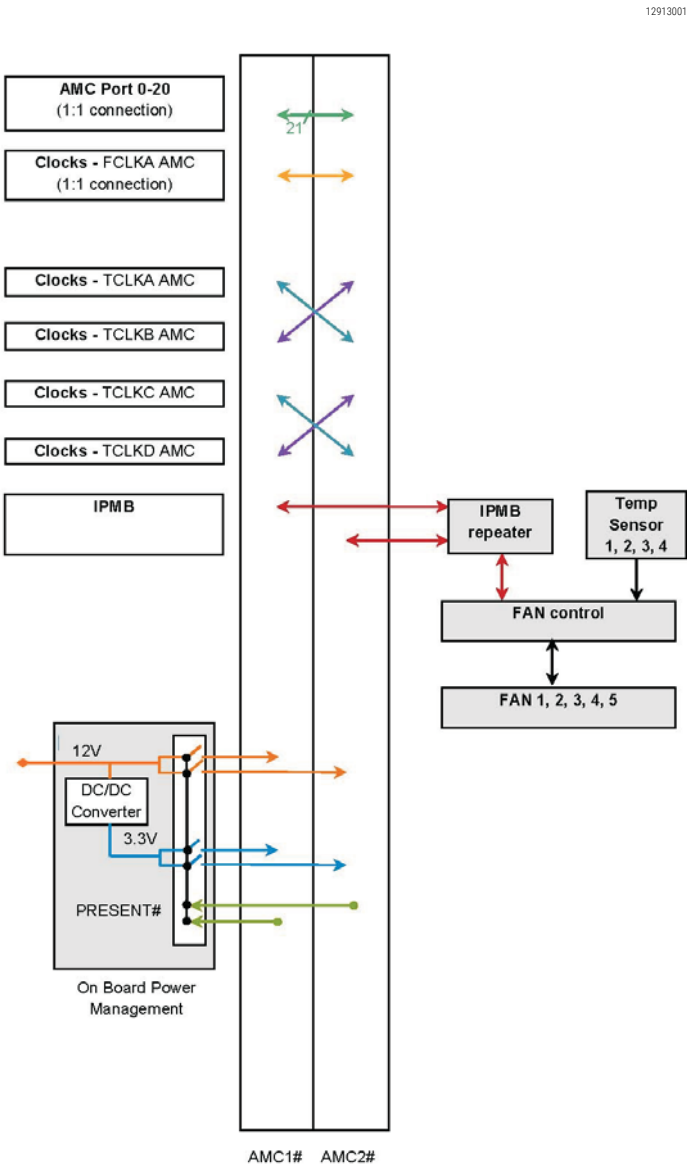 12913001
AMC Port 0-20
(1:1 connection)
21
Clocks - FCLKA AMC
(1:1 connection)
Clocks - TCLKA AMC
Clocks - TCLKB AMC
Clocks - TCLKC AMC
Clocks - TCLKD AMC
IPMB
IPMB
repeater
Temp
Sensor
1, 2, 3, 4
FAN control
FAN 1, 2, 3, 4, 5
12V
DC/DC
Converter
3.3V
PRESENT#
On Board Power
Management
AMC1# AMC2#